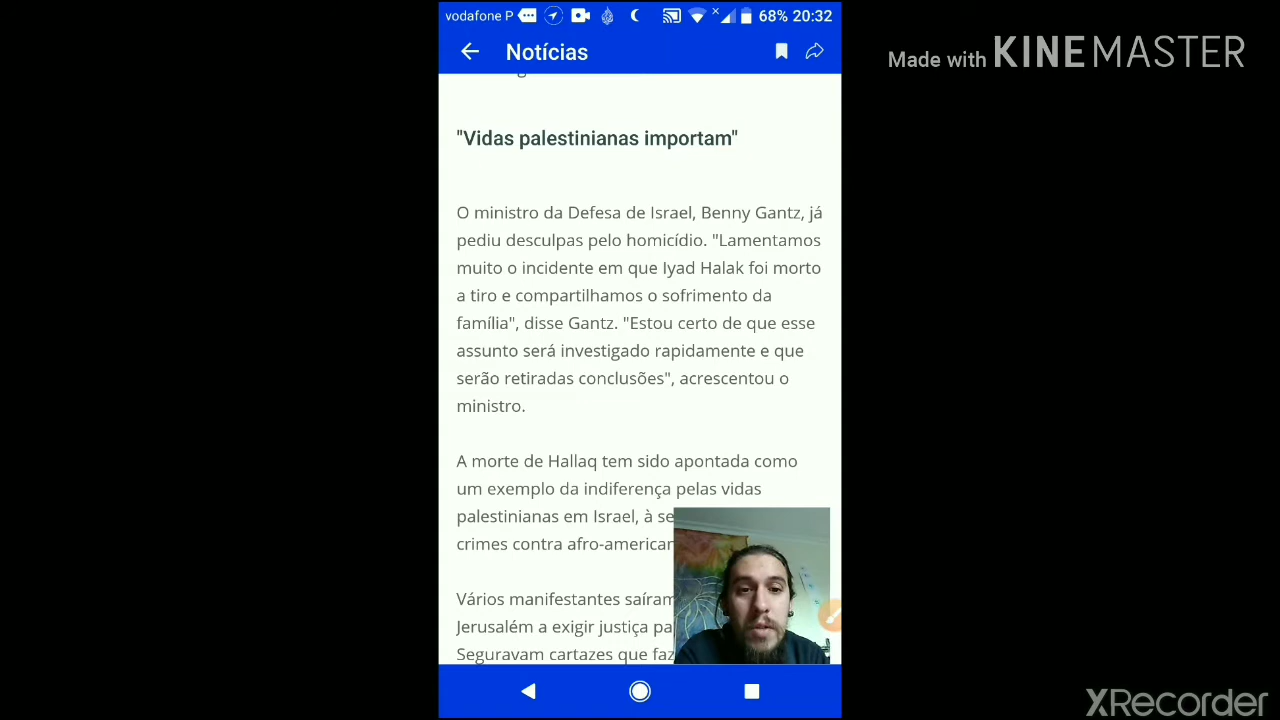 vodafone P
68% 20:32
Notícias
Made with KINEMASTER
"Vidas palestinianas importam"
O ministro da Defesa de Israel, Benny Gantz, já
pediu desculpas pelo homicídio. "Lamentamos
muito o incidente em que Iyad Halak foi morto
a tiro e compartilhamos o sofrimento da
família", disse Gantz. "Estou certo de que esse
assunto será investigado rapidamente e que
serão retiradas conclusões", acrescentou o
ministro.
A morte de Hallaq tem sido apontada como
um exemplo da indiferença pelas vidas
palestinianas em Israel, à se
crimes contra afro-american
Vários manifestantes saíram
Jerusalém a exigir justiça pa
Seguravam cartazes que faz
XRecorder